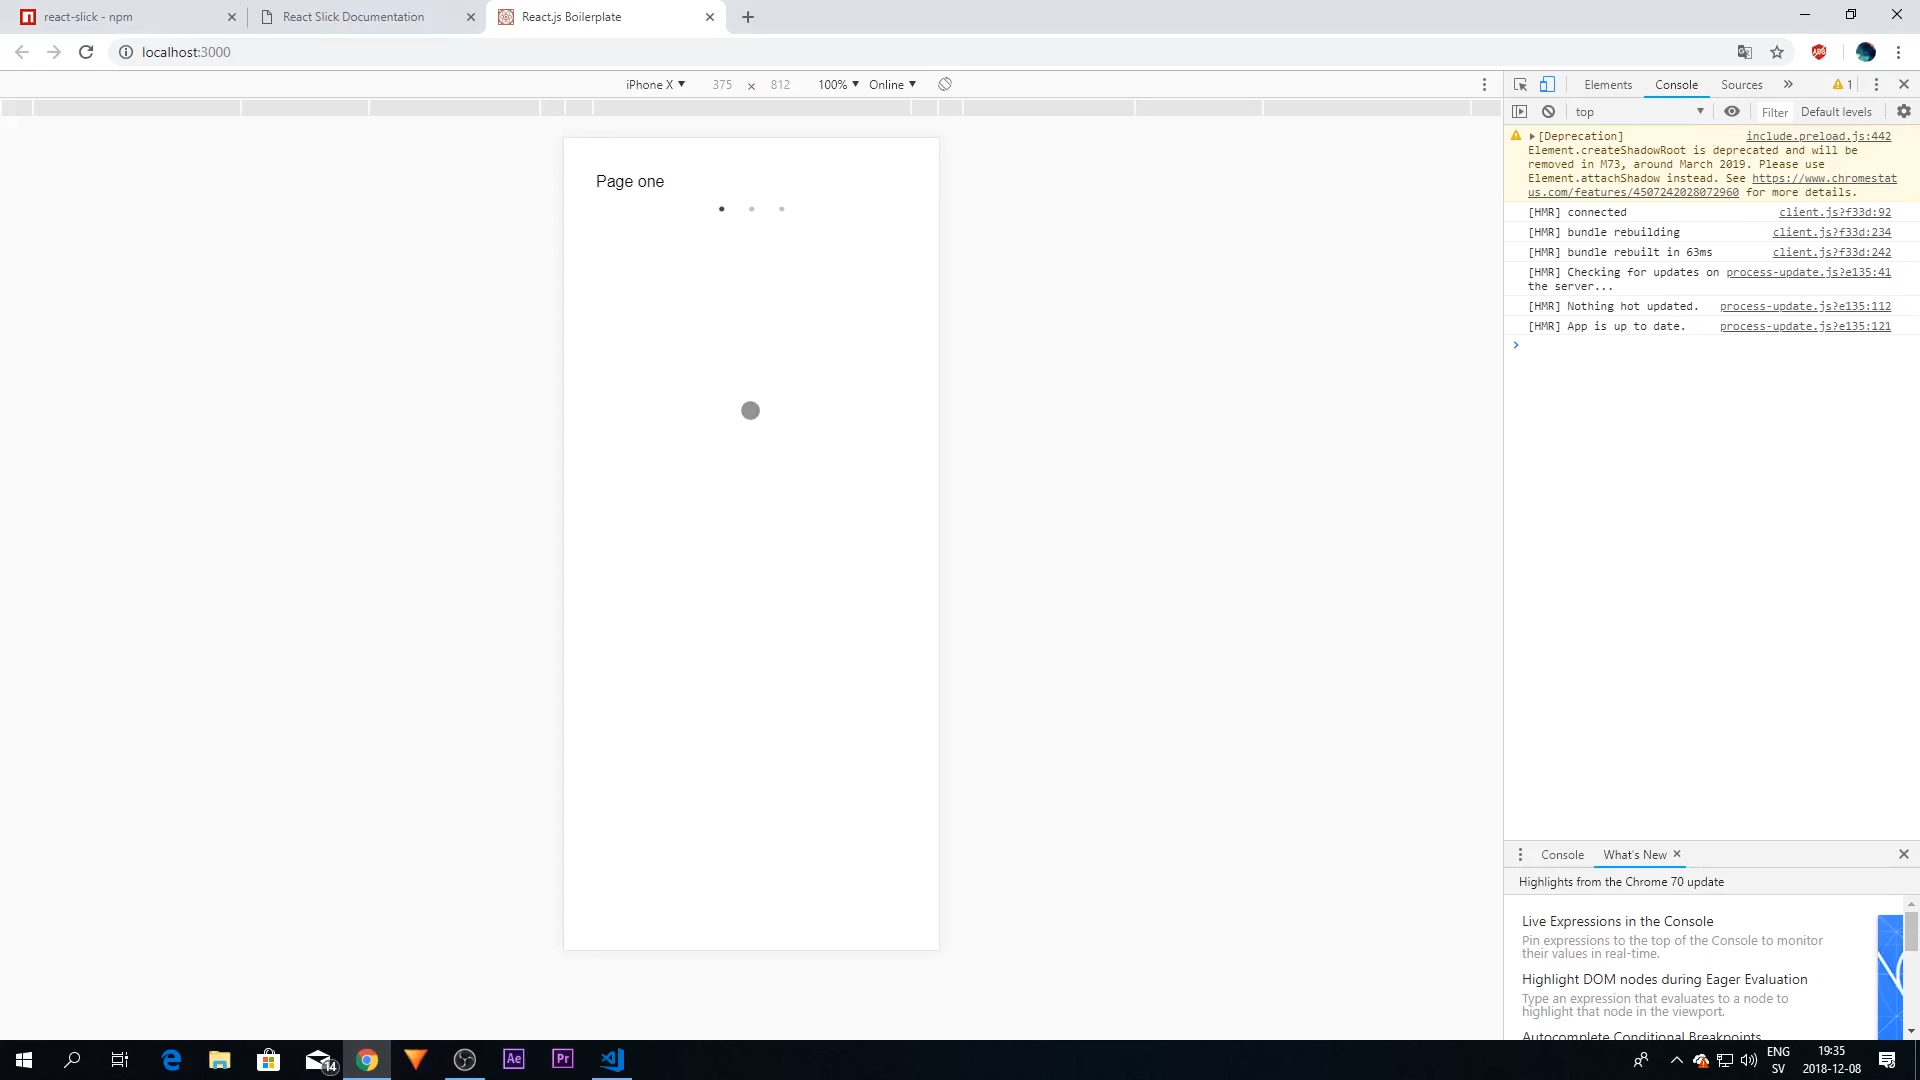 react-slick - npm
React Slick Documentation
React.js Boilerplate
localhost:3000
iPhone X
375 x 812
100%
Online
Elements
Console
Sources
1
top
Filter
Default levels
[Deprecation] include.preload.js:442
Element.createShadowRoot is deprecated and will be
removed in M73, around March 2019. Please use
Element.attachShadow instead. See https://www.chromestat
us.com/features/4507242028072960 for more details.
[HMR] connected client.js?f33d:92
[HMR] bundle rebuilding client.js?f33d:234
[HMR] bundle rebuilt in 63ms client.js?f33d:242
[HMR] Checking for updates on process-update.js?e135:41
the server...
[HMR] Nothing hot updated. process-update.js?e135:112
[HMR] App is up to date. process-update.js?e135:121
Page one
Console
What's New
Highlights from the Chrome 70 update
Live Expressions in the Console
Pin expressions to the top of the Console to monitor
their values in real-time.
Highlight DOM nodes during Eager Evaluation
Type an expression that evaluates to a node to
highlight that node in the viewport.
Autocomplete Conditional Breakpoints
14
Ae
Pr
ENG
SV
19:35
2018-12-08